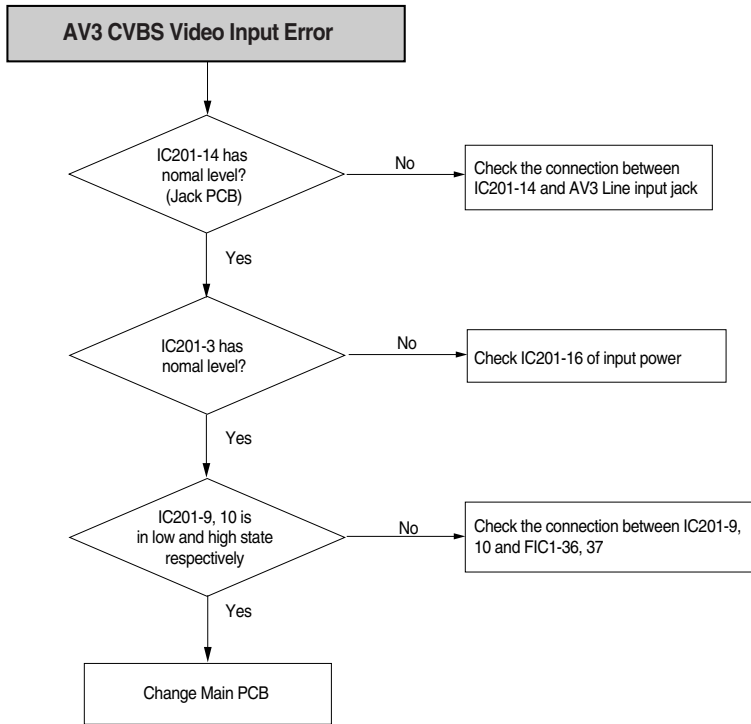 AV3 CVBS Video Input Error
IC201-14 has
nomal level?
(Jack PCB)
No
Check the connection between
IC201-14 and AV3 Line input jack
Yes
IC201-3 has
nomal level?
No
Check IC201-16 of input power
Yes
IC201-9, 10 is
in low and high state
respectively
No
Check the connection between IC201-9,
10 and FIC1-36, 37
Yes
Change Main PCB